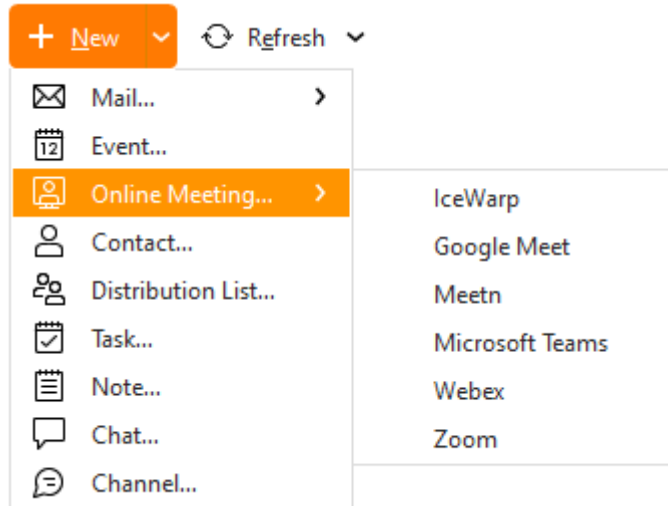 New Refresh
Mail...
12 Event...
Online Meeting... IceWarp
Contact... Google Meet
Distribution List... Meetn
Task... Microsoft Teams
Note... Webex
Chat... Zoom
Channel...